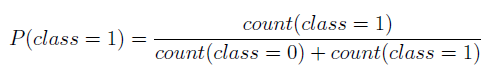 P(class = 1) = count(class = 1) / count(class = 0) + count(class = 1)